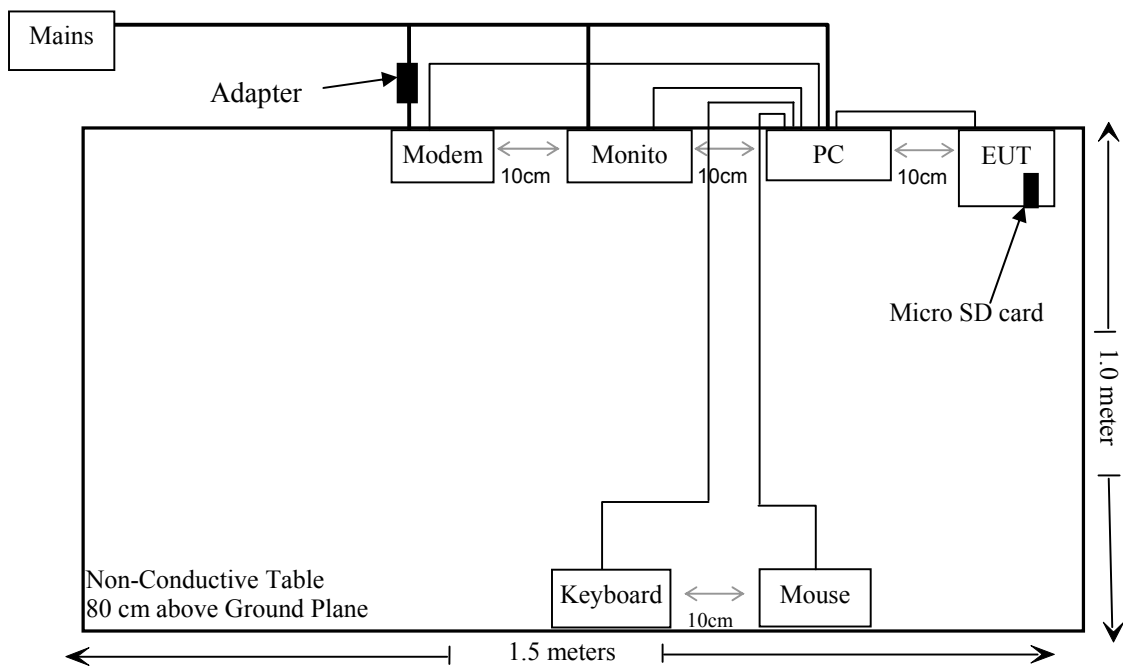 Mains
Adapter
Modem
10cm
Monito
10cm
PC
10cm
EUT
Micro SD card
1.0 meter
Non-Conductive Table
80 cm above Ground Plane
Keyboard
10cm
Mouse
1.5 meters